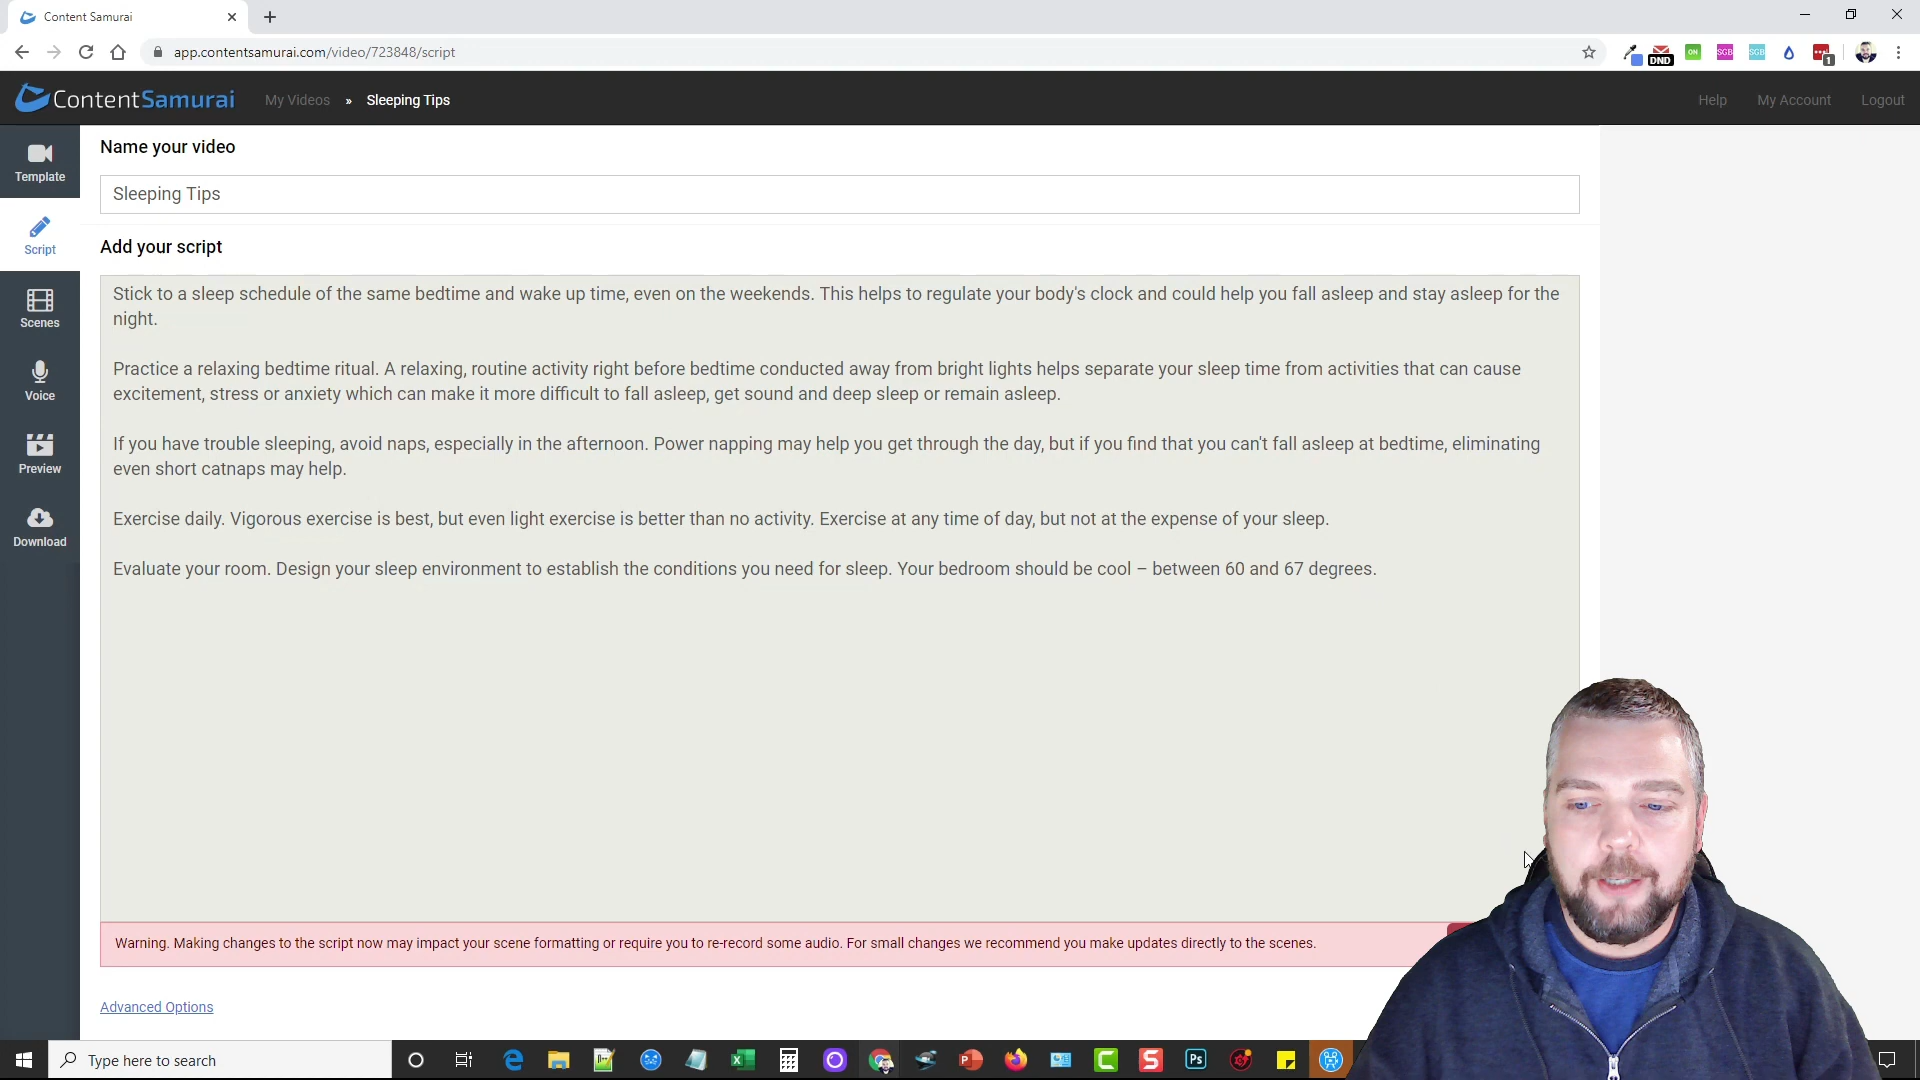 Content Samurai
app.contentsamurai.com/video/723848/script
DND
ON
SGB
SGB
1
ContentSamurai
My Videos » Sleeping Tips
Help
My Account
Logout
Template
Script
Scenes
Voice
Preview
Download
Name your video
Sleeping Tips
Add your script
Stick to a sleep schedule of the same bedtime and wake up time, even on the weekends. This helps to regulate your body's clock and could help you fall asleep and stay asleep for the
night.
Practice a relaxing bedtime ritual. A relaxing, routine activity right before bedtime conducted away from bright lights helps separate your sleep time from activities that can cause
excitement, stress or anxiety which can make it more difficult to fall asleep, get sound and deep sleep or remain asleep.
If you have trouble sleeping, avoid naps, especially in the afternoon. Power napping may help you get through the day, but if you find that you can't fall asleep at bedtime, eliminating
even short catnaps may help.
Exercise daily. Vigorous exercise is best, but even light exercise is better than no activity. Exercise at any time of day, but not at the expense of your sleep.
Evaluate your room. Design your sleep environment to establish the conditions you need for sleep. Your bedroom should be cool – between 60 and 67 degrees.
Warning. Making changes to the script now may impact your scene formatting or require you to re-record some audio. For small changes we recommend you make updates directly to the scenes.
Advanced Options
Type here to search
Ps